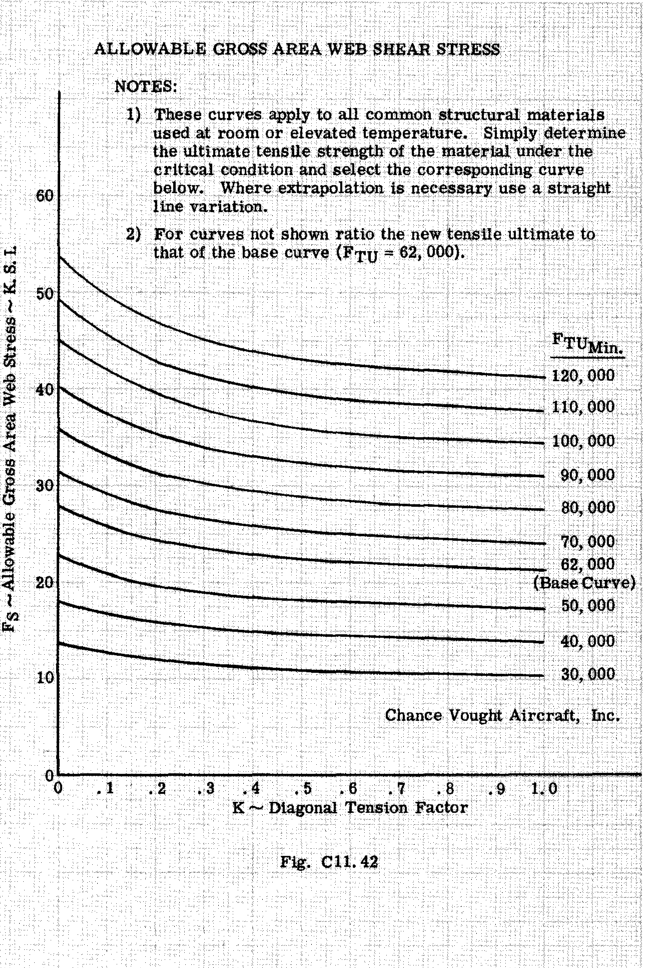 ALLOWABLE GROSS AREA WEB SHEAR STRESS
NOTES:
1) These curves apply to all common structural materials
used at room or elevated temperature. Simply determine
the ultimate tensile strength of the material under the
critical condition and select the corresponding curve
below. Where extrapolation is necessary use a straight
line variation.
2) For curves not shown ratio the new tensile ultimate to
that of the base curve (FTU = 62, 000).
FS ~ Allowable Gross Area Web Stress ~ K. S. I.
60
50
40
30
20
10
0
FTU Min.
120, 000
110, 000
100, 000
90, 000
80, 000
70, 000
62, 000
(Base Curve)
50, 000
40, 000
30, 000
Chance Vought Aircraft, Inc.
0 .1 .2 .3 .4 .5 .6 .7 .8 .9 1.0
K ~ Diagonal Tension Factor
Fig. C11. 42